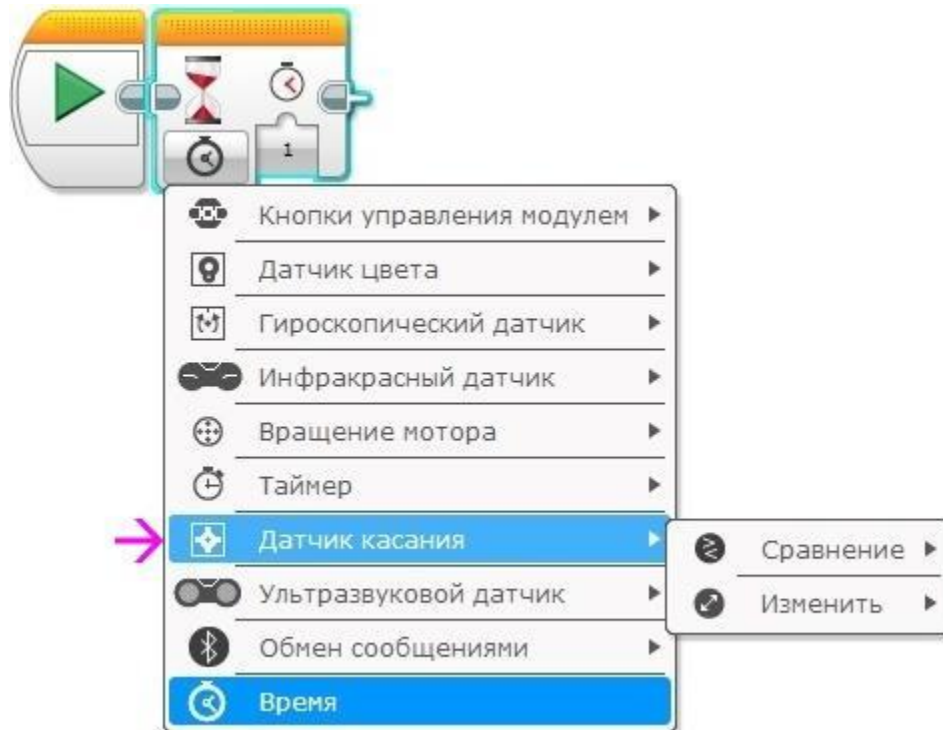 1
Кнопки управления модулем
Датчик цвета
Гироскопический датчик
Инфракрасный датчик
Вращение мотора
Таймер
Датчик касания
Сравнение
Ультразвуковой датчик
Изменить
Обмен сообщениями
Время